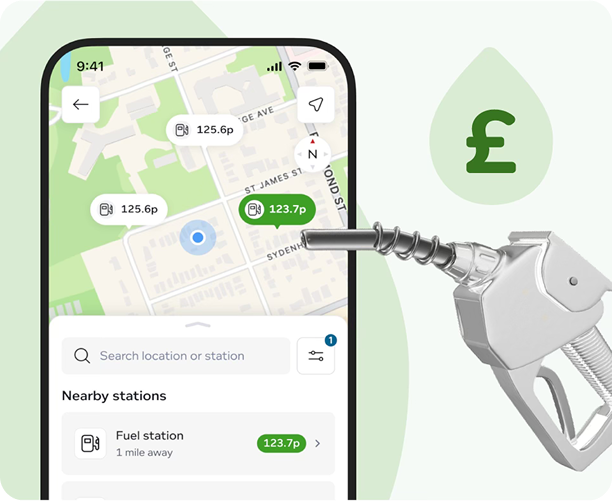 9:41
GE ST
125.6p
GE AVE
N
ST JAMES ST
MOND ST
125.6p
123.7p
SYDENH
£
1
Search location or station
Nearby stations
Fuel station
1 mile away
123.7p